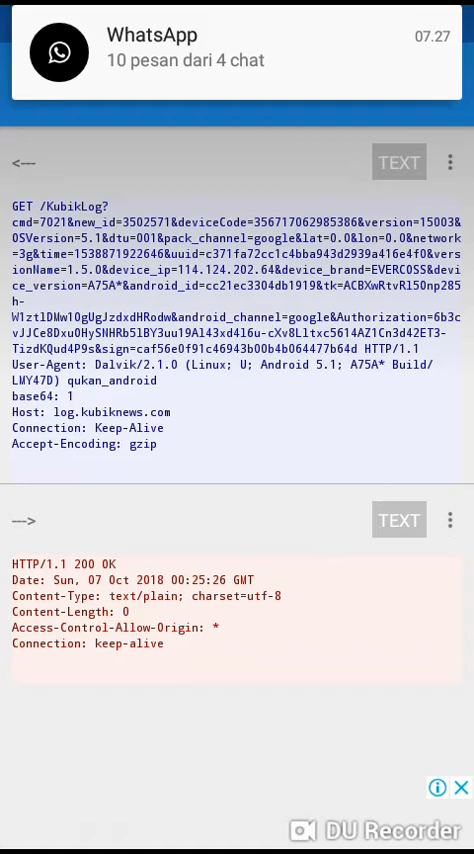 WhatsApp
07.27
10 pesan dari 4 chat
<---
TEXT
GET /KubikLog?
cmd=7021&new_id=3502571&deviceCode=356717062985386&version=15003&
OSVersion=5.1&dtu=001&pack_channel=google&lat=0.0&lon=0.0&network
=3g&time=1538871922646&uuid=c371fa72cc1c4bba943d2939a416e4f0&vers
ionName=1.5.0&device_ip=114.124.202.64&device_brand=EVERCOSS&devi
ce_version=A75A*&android_id=cc21ec3304db1919&tk=ACBXwRtvRl5Onp285
h-
W1ztlDMw10gUgJzdxdHRodw&android_channel=google&Authorization=6b3c
vJJCe8DxuOHySNHRb5lBY3uu19Al43xd4l6u-cXv8Lltxc5614AZ1Cn3d42ET3-
TizdKQud4P9s&sign=caf56e0f91c46943b00b4b064477b64d HTTP/1.1
User-Agent: Dalvik/2.1.0 (Linux; U; Android 5.1; A75A* Build/
LMY47D) qukan_android
base64: 1
Host: log.kubiknews.com
Connection: Keep-Alive
Accept-Encoding: gzip
--->
TEXT
HTTP/1.1 200 OK
Date: Sun, 07 Oct 2018 00:25:26 GMT
Content-Type: text/plain; charset=utf-8
Content-Length: 0
Access-Control-Allow-Origin: *
Connection: keep-alive
DU Recorder